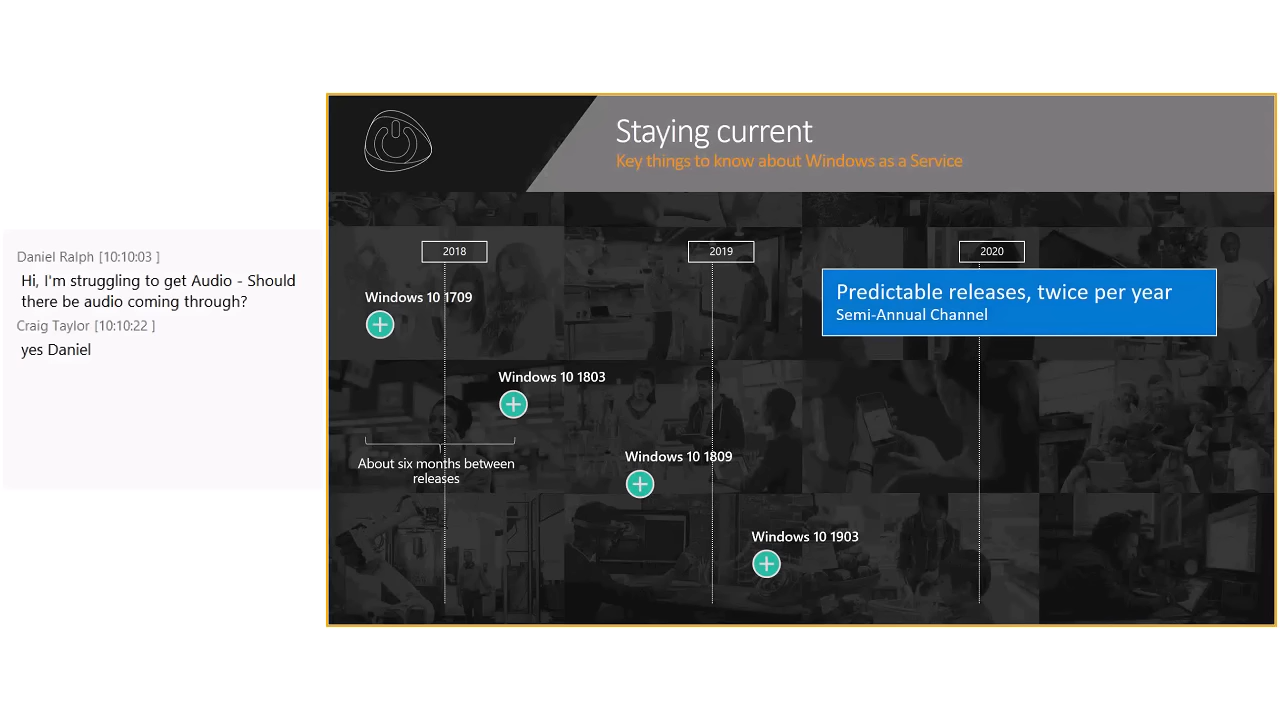 Daniel Ralph [10:10:03 ]
Hi, I'm struggling to get Audio - Should
there be audio coming through?
Craig Taylor [10:10:22 ]
yes Daniel
Staying current
Key things to know about Windows as a Service
2018
2019
2020
Predictable releases, twice per year
Semi-Annual Channel
Windows 10 1709
Windows 10 1803
About six months between
releases
Windows 10 1809
Windows 10 1903